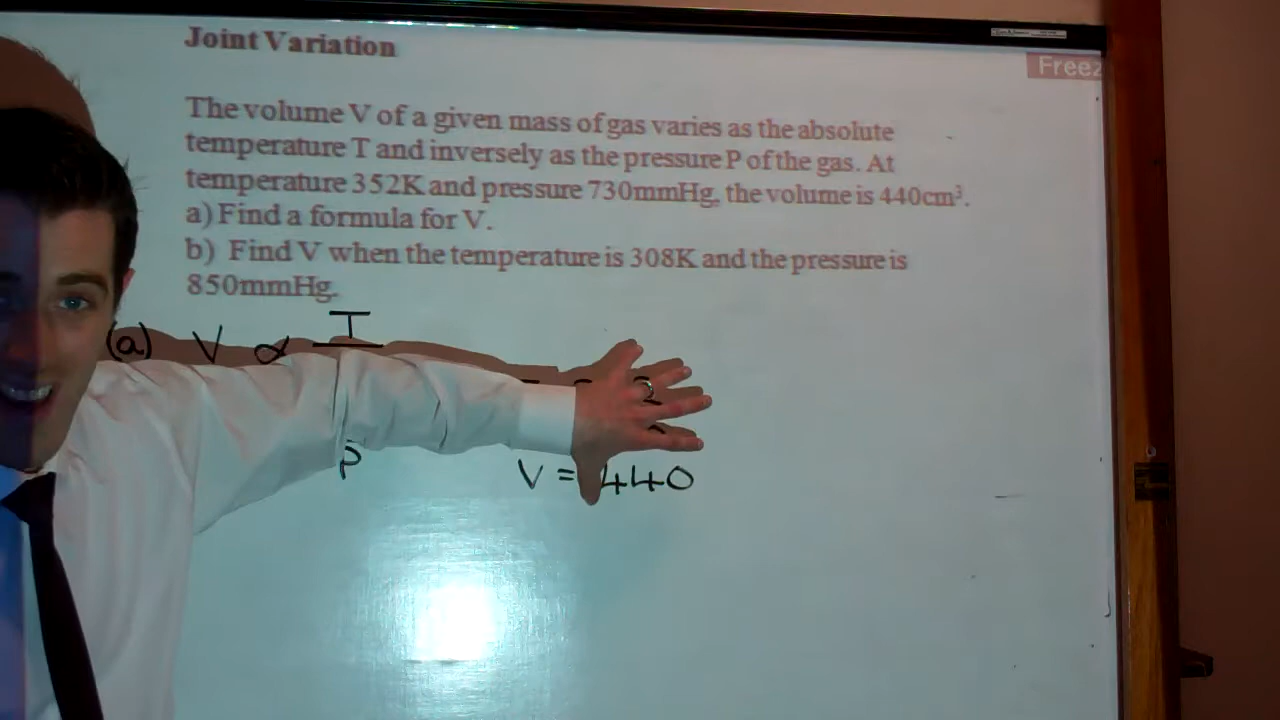 Joint Variation
Freez
The volume V of a given mass of gas varies as the absolute
temperature T and inversely as the pressure P of the gas. At
temperature 352K and pressure 730mmHg, the volume is 440cm³.
a) Find a formula for V.
b) Find V when the temperature is 308K and the pressure is
850mmHg.
(a) V ∝ T
P
V = 440